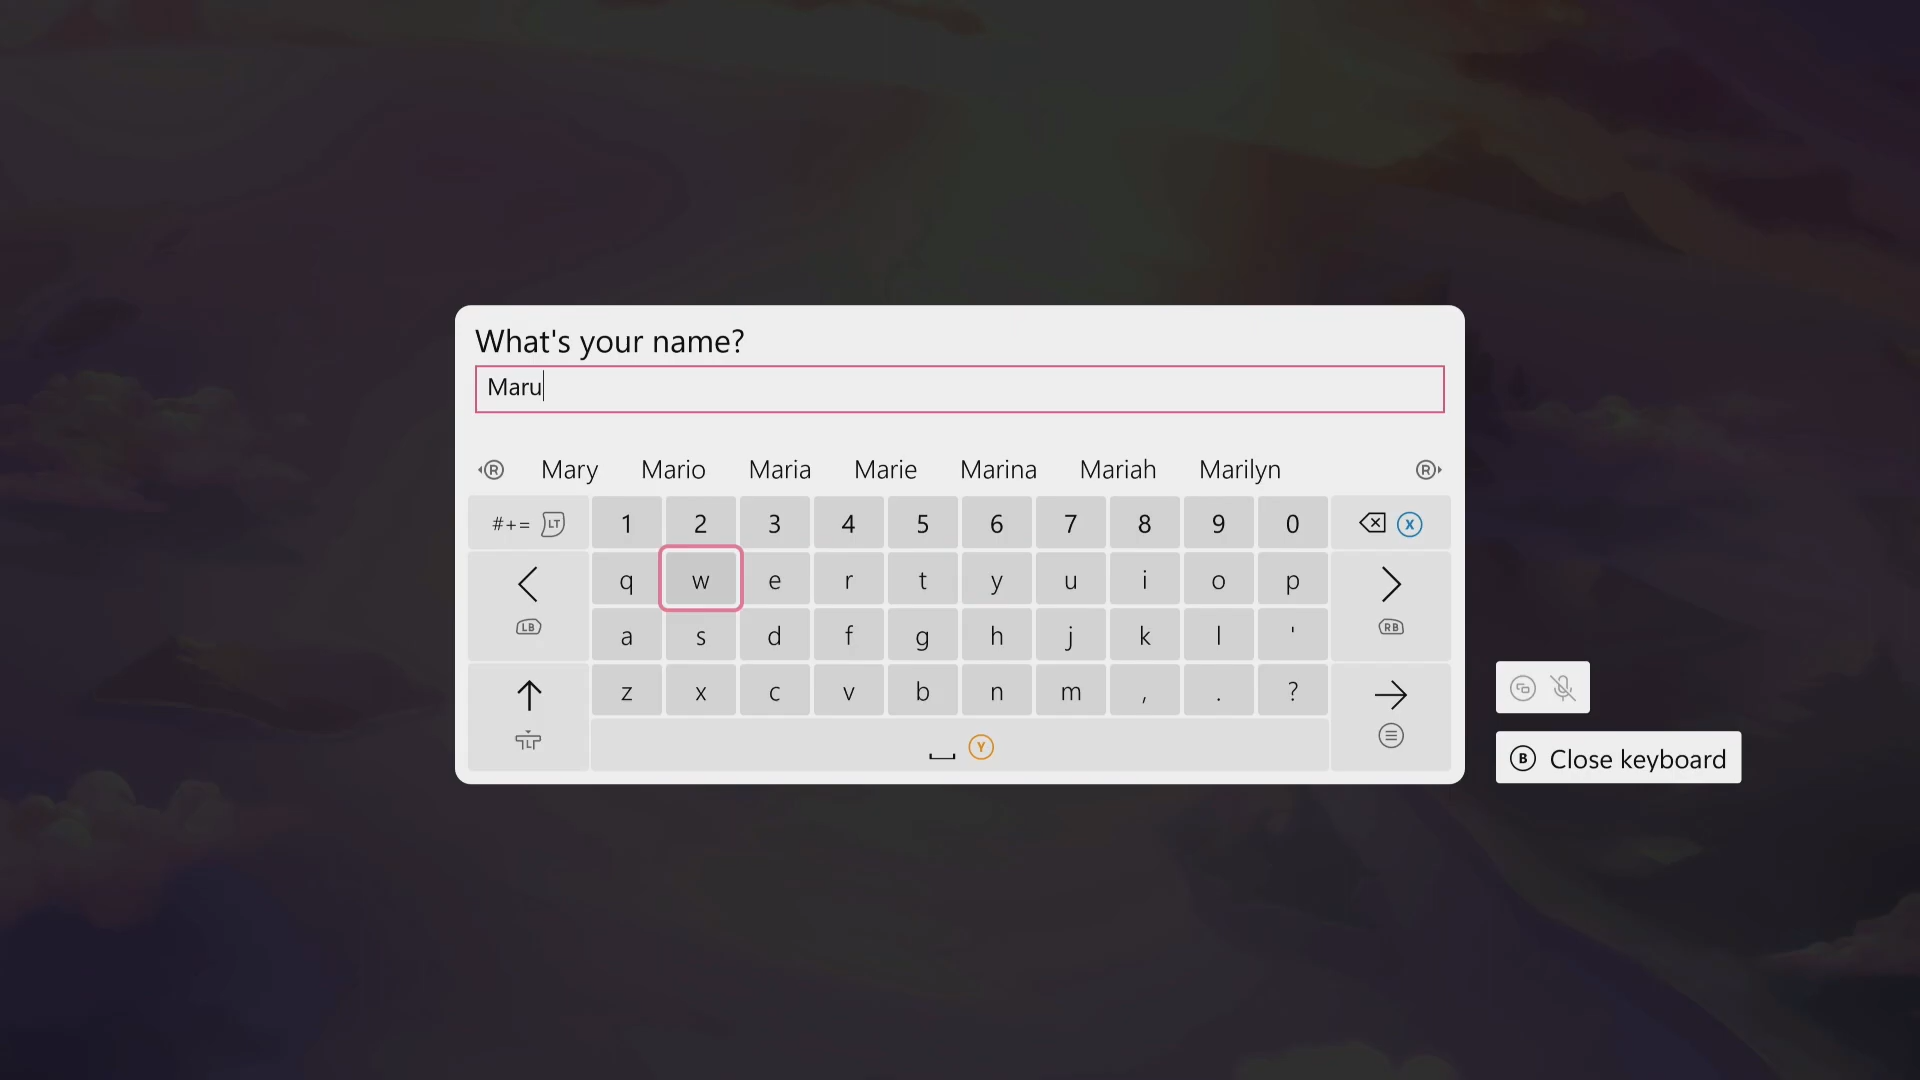 What's your name?
Maru
R Mary Mario Maria Marie Marina Mariah Marilyn R
#+= LT 1 2 3 4 5 6 7 8 9 0 X
LB q w e r t y u i o p RB
a s d f g h j k l '
z x c v b n m , . ?
L Y
B Close keyboard